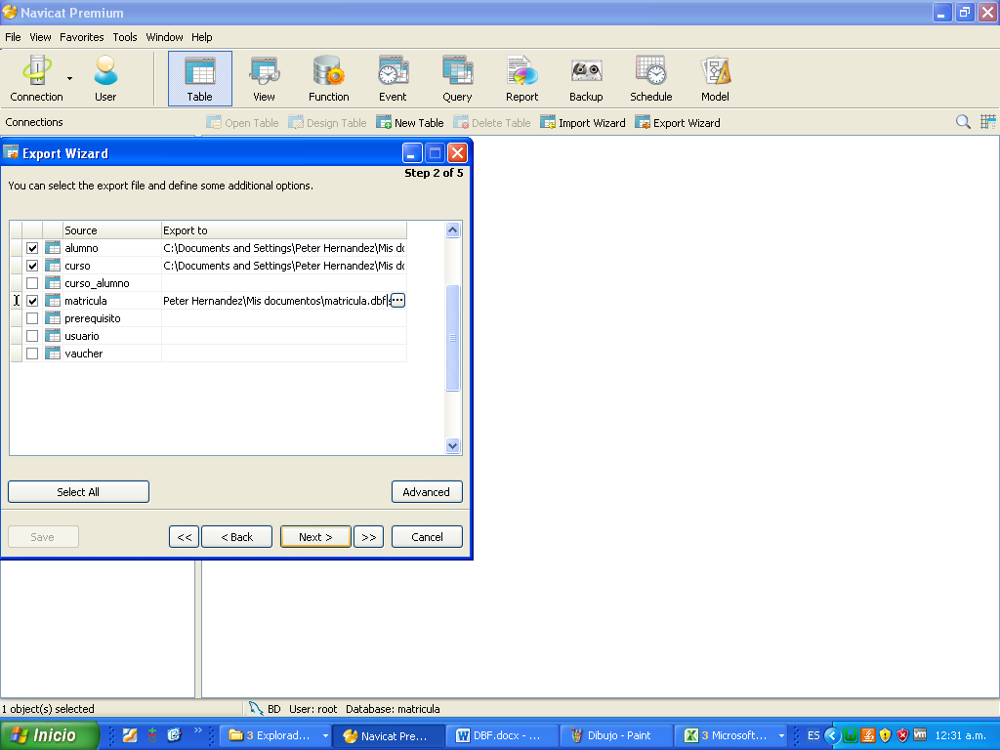 Navicat Premium
File View Favorites Tools Window Help
Connection User Table View Function Event Query Report Backup Schedule Model
Connections Open Table Design Table New Table Delete Table Import Wizard Export Wizard
Export Wizard
Step 2 of 5
You can select the export file and define some additional options.
Source Export to
alumno C:\Documents and Settings\Peter Hernandez\Mis do
curso C:\Documents and Settings\Peter Hernandez\Mis do
curso_alumno
matricula Peter Hernandez\Mis documentos\matricula.dbf
prerequisito
usuario
vaucher
Select All Advanced
Save << < Back Next > >> Cancel
1 object(s) selected BD User: root Database: matricula
Inicio 3 Explorad... Navicat Pre... DBF.docx - ... Dibujo - Paint 3 Microsoft... ES 12:31 a.m.